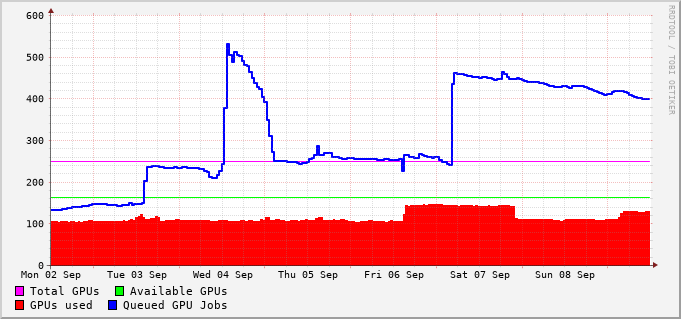 600
500
400
300
200
100
0
Mon 02 Sep Tue 03 Sep Wed 04 Sep Thu 05 Sep Fri 06 Sep Sat 07 Sep Sun 08 Sep
Total GPUs Available GPUs
GPUs used Queued GPU Jobs
RRDTOOL / TOBI OETIKER